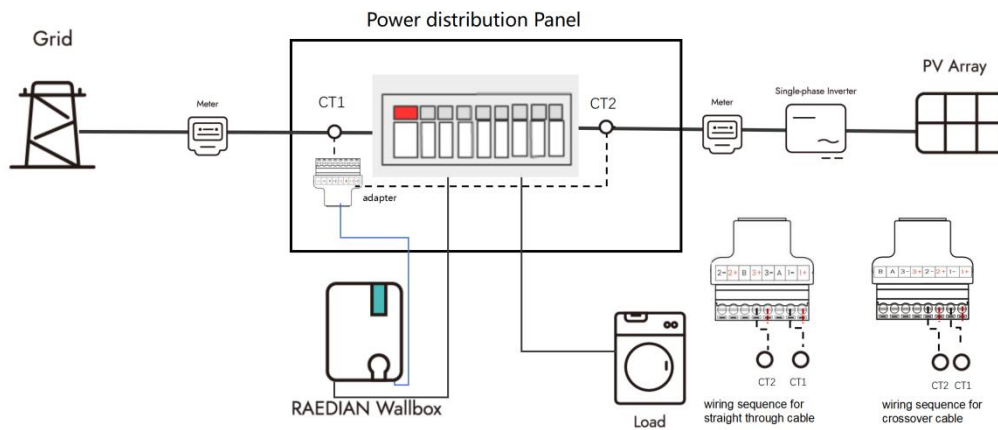 Power distribution Panel
Grid
PV Array
Single-phase Inverter
Meter
CT1
CT2
Meter
adapter
2- 2+ B 3+ 3- A 1- 1+
B A 3- 3+ 2- 2+ 1- 1+
CT2 CT1
CT2 CT1
RAEDIAN Wallbox
Load
wiring sequence for
straight through cable
wiring sequence for
crossover cable